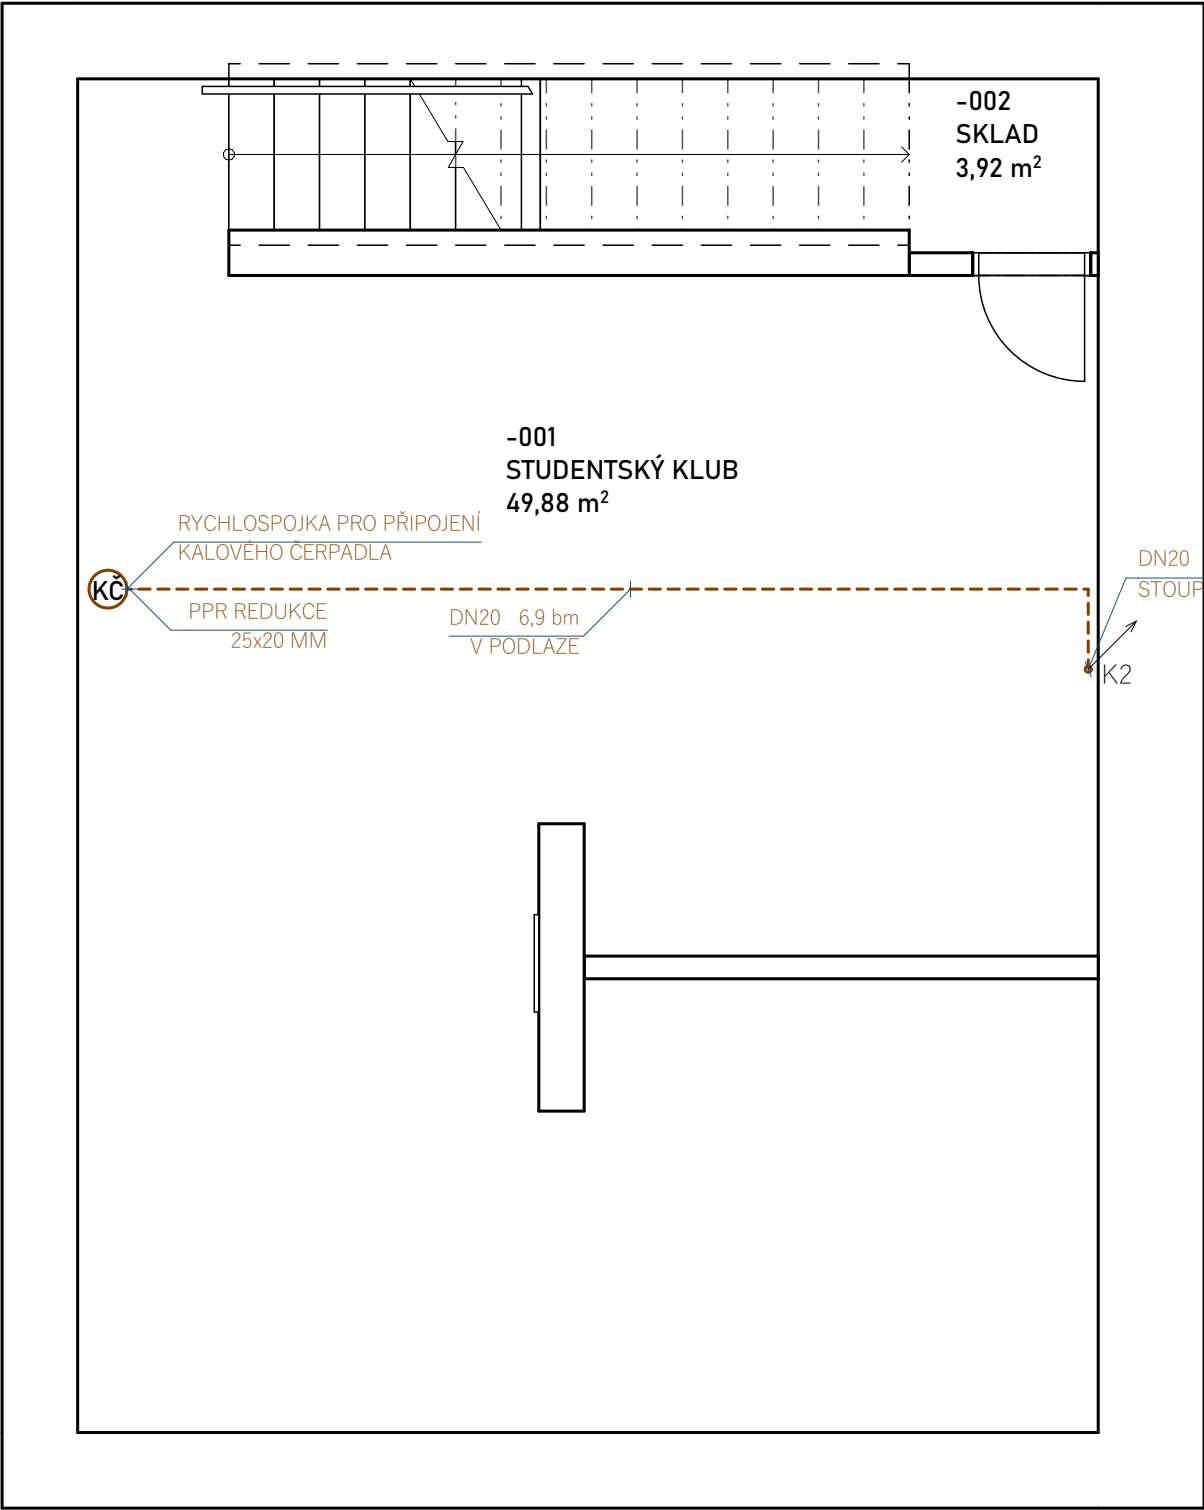 -002
SKLAD
3,92 m²
-001
STUDENTSKÝ KLUB
49,88 m²
RYCHLOSPOJKA PRO PŘIPOJENÍ
KALOVÉHO ČERPADLA
KČ
PPR REDUKCE
25x20 MM
DN20 6,9 bm
V PODLAZE
DN20
STOUP
K2